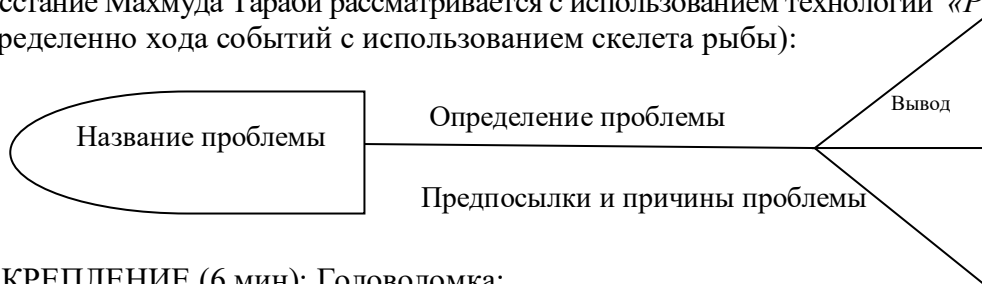 сстание Махмуда Тараби рассматривается с использованием технологии «Р
ределенно хода событий с использованием скелета рыбы):
Вывод
Определение проблемы
Название проблемы
Предпосылки и причины проблемы
КРЕПЛЕНИЕ (6 мин): Головоломка: